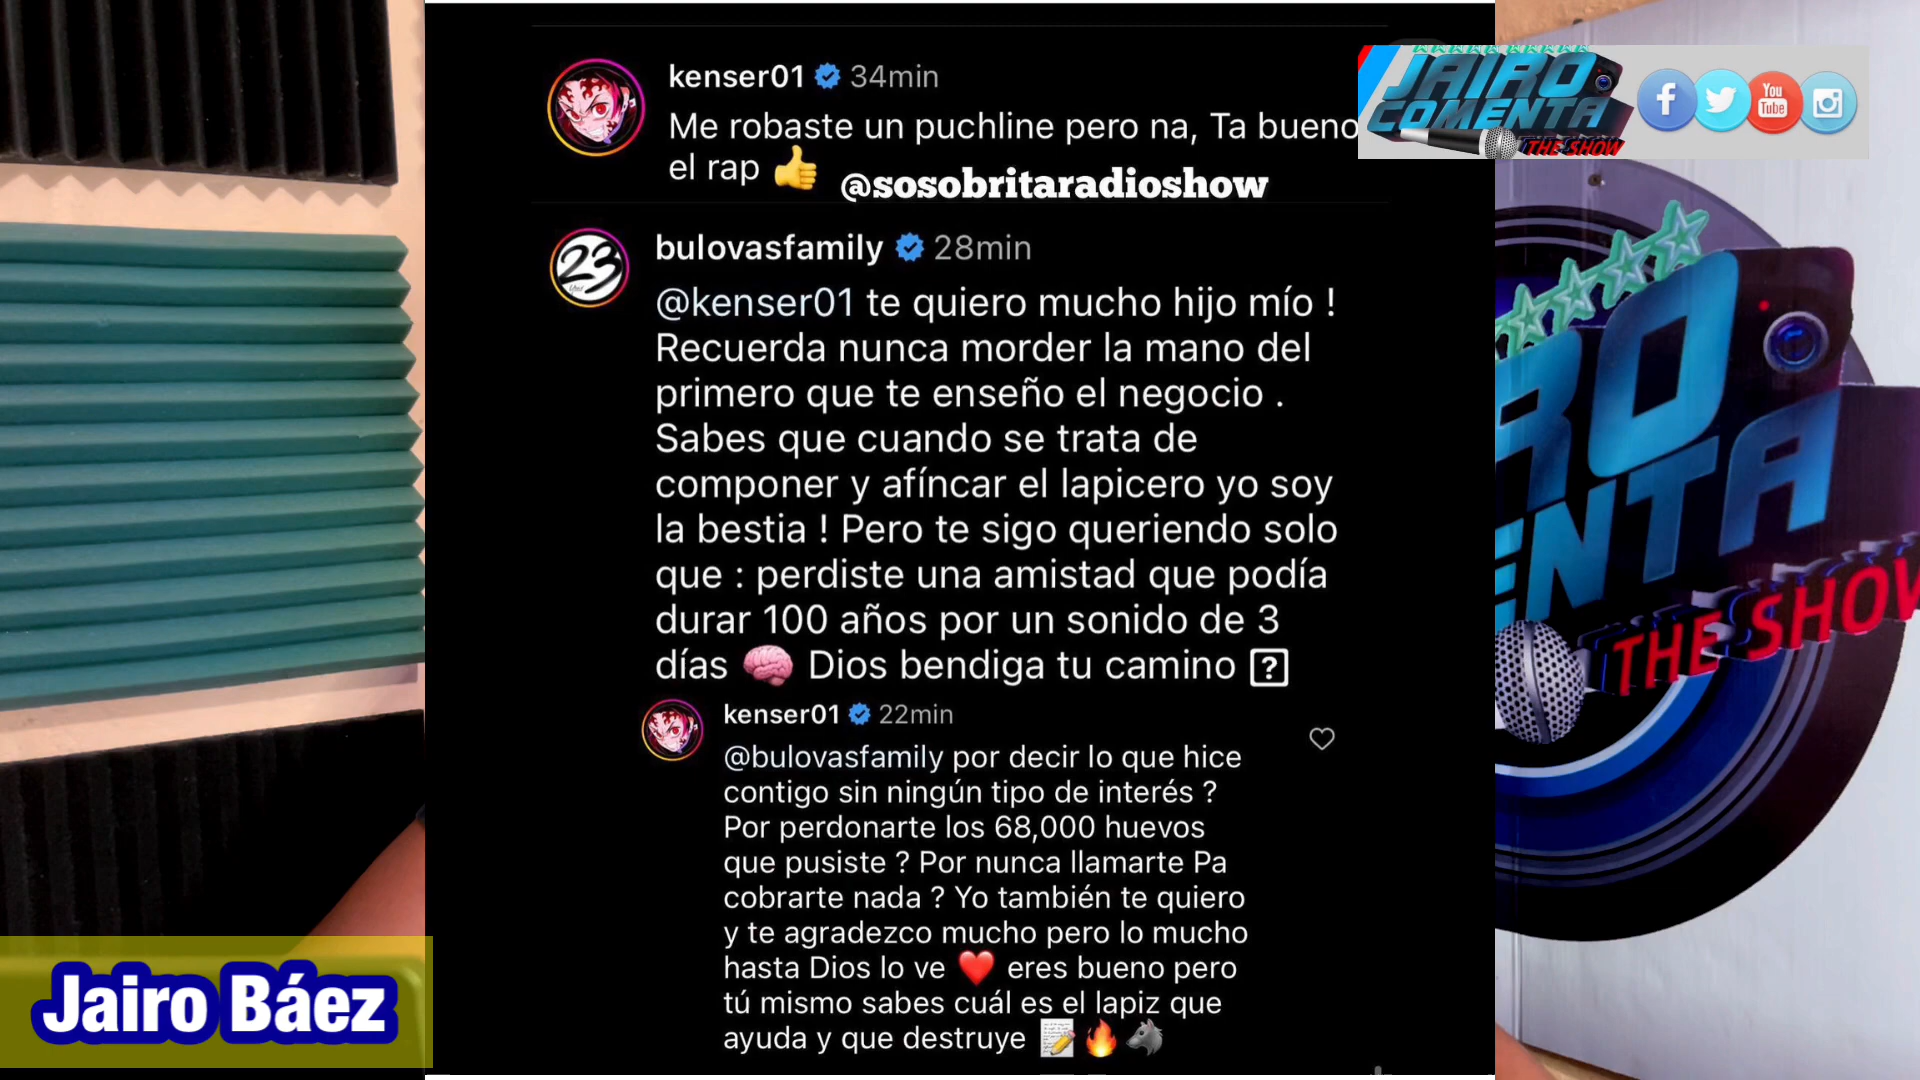 kenser01 34min
Me robaste un puchline pero na, Ta bueno
el rap 👍
@sosobritaradioshow
JAIRO
COMENTA
THE SHOW
You
Tube
bulovasfamily 28min
23
@kenser01 te quiero mucho hijo mío !
Recuerda nunca morder la mano del
primero que te enseño el negocio .
Sabes que cuando se trata de
componer y afíncar el lapicero yo soy
la bestia ! Pero te sigo queriendo solo
que : perdiste una amistad que podía
durar 100 años por un sonido de 3
días 🧠 Dios bendiga tu camino
kenser01 22min
@bulovasfamily por decir lo que hice
contigo sin ningún tipo de interés ?
Por perdonarte los 68,000 huevos
que pusiste ? Por nunca llamarte Pa
cobrarte nada ? Yo también te quiero
y te agradezco mucho pero lo mucho
hasta Dios lo ve ❤️ eres bueno pero
tú mismo sabes cuál es el lapiz que
ayuda y que destruye 📝🔥🐺
RO
ENTA
THE SHOW
Jairo Báez